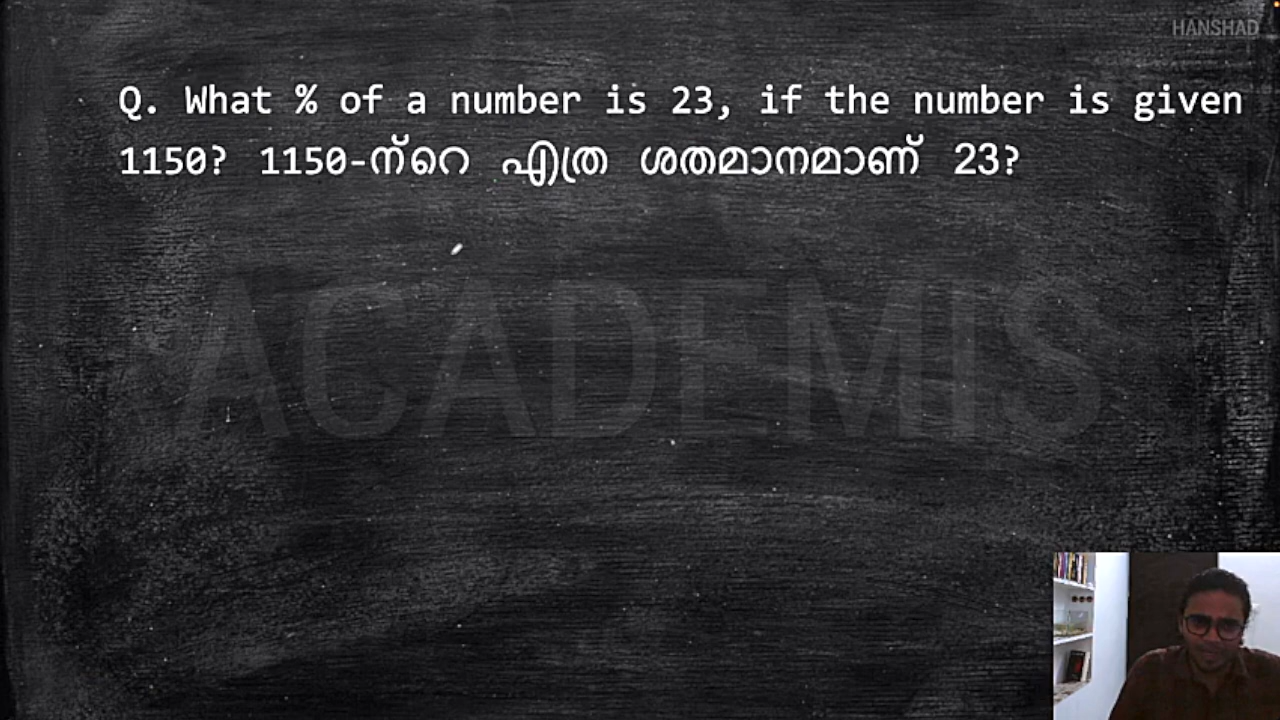 HANSHAD
Q. What % of a number is 23, if the number is given
1150? 1150-ന്റെ എത്ര ശതമാനമാണ് 23?
ACADEMIS